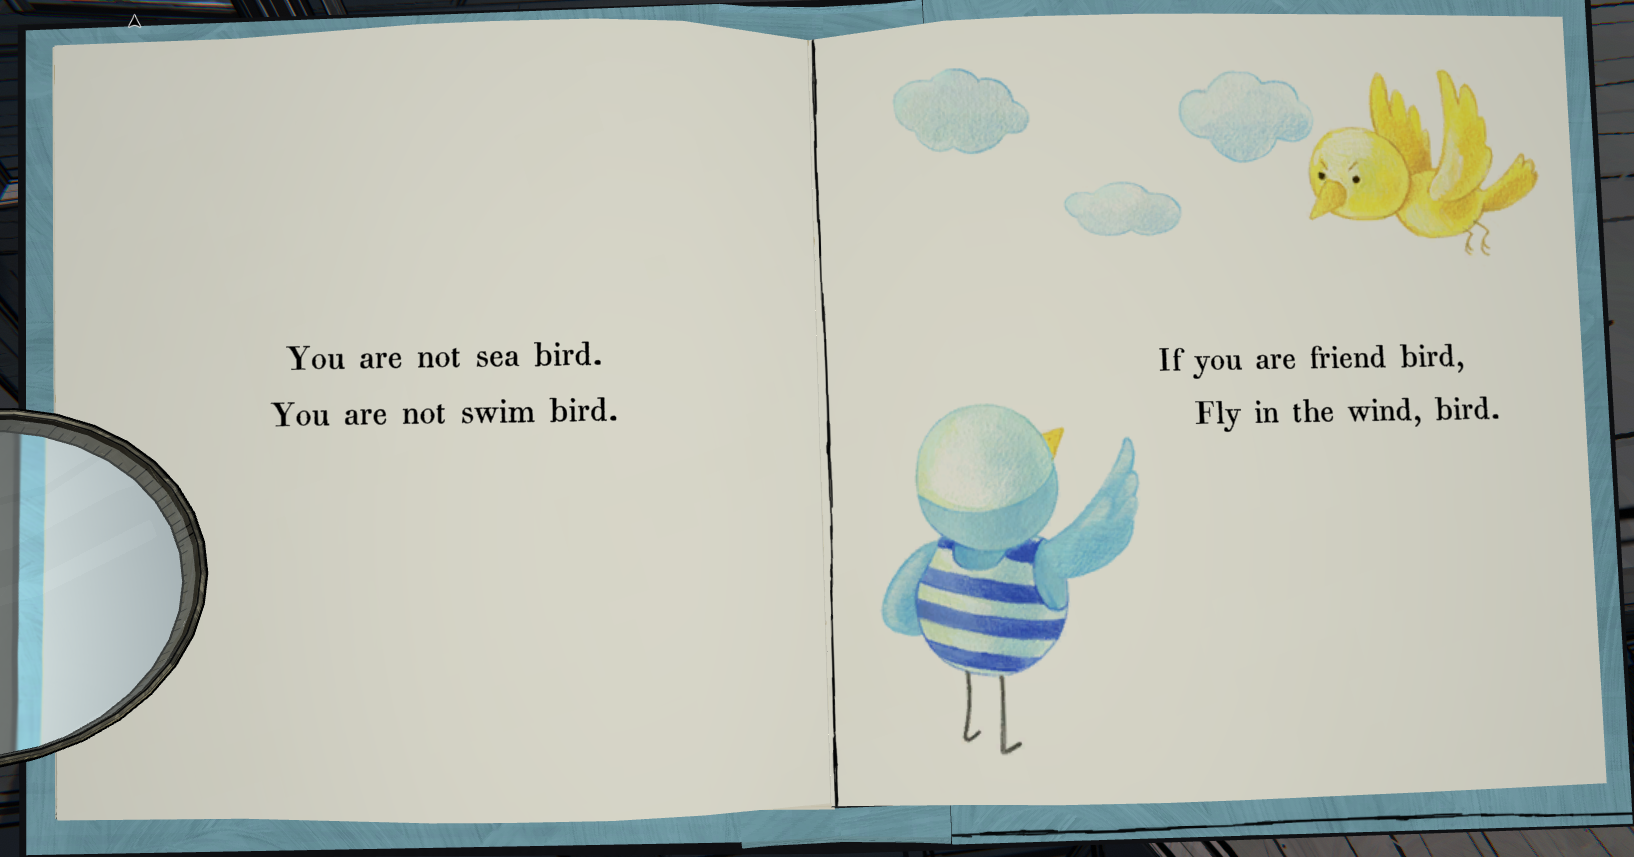 You are not sea bird.
You are not swim bird.
If you are friend bird,
Fly in the wind, bird.